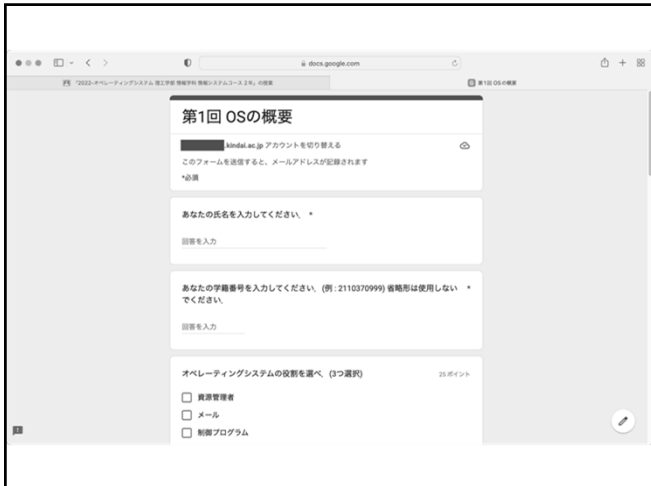 docs.google.com
「2022-オペレーティングシステム 理工学部 情報学科 情報システムコース 2年」の授業
第1回 OSの概要
第1回 OSの概要
.kindai.ac.jp アカウントを切り替える
このフォームを送信すると、メールアドレスが記録されます
*必須
あなたの氏名を入力してください. *
回答を入力
あなたの学籍番号を入力してください. (例 : 2110370999) 省略形は使用しない *
でください.
回答を入力
オペレーティングシステムの役割を選べ. (3つ選択) 25 ポイント
資源管理者
メール
制御プログラム